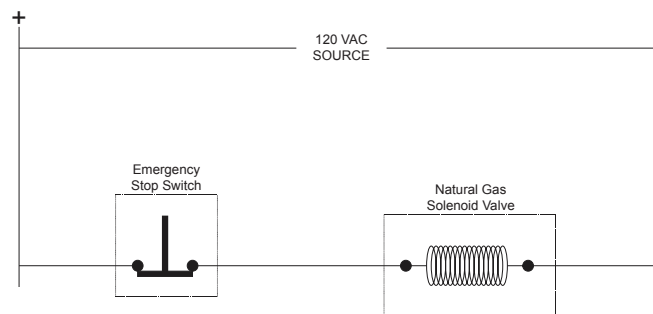 +
120 VAC
SOURCE
Emergency
Stop Switch
Natural Gas
Solenoid Valve